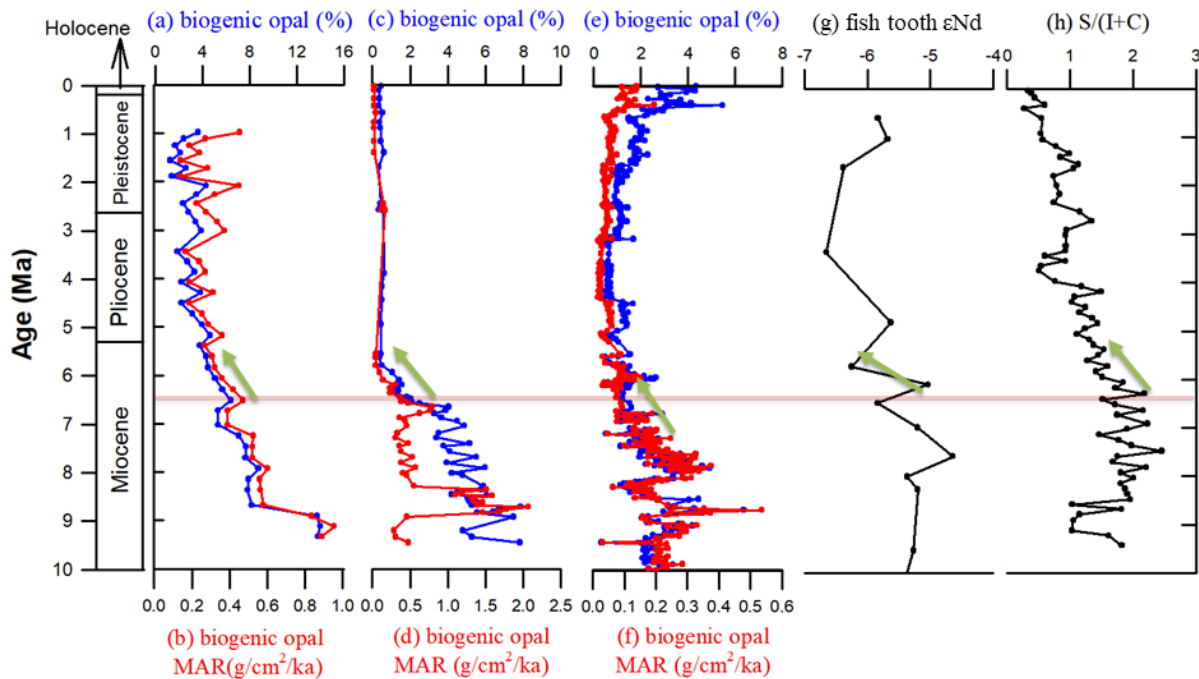 (a) biogenic opal (%)
(c) biogenic opal (%)
(e) biogenic opal (%)
(g) fish tooth εNd
(h) S/(I+C)
Holocene
0 4 8 12 16
0 2 4 6 8 10
0 2 4 6 8
-7 -6 -5 -40
1 2 3
Age (Ma)
0
1
2
3
4
5
6
7
8
9
10
Pleistocene
Pliocene
Miocene
0.0 0.2 0.4 0.6 0.8 1.0
0.0 0.5 1.0 1.5 2.0 2.5
0.0 0.1 0.2 0.3 0.4 0.5 0.6
(b) biogenic opal
MAR(g/cm²/ka)
(d) biogenic opal
MAR (g/cm²/ka)
(f) biogenic opal
MAR (g/cm²/ka)